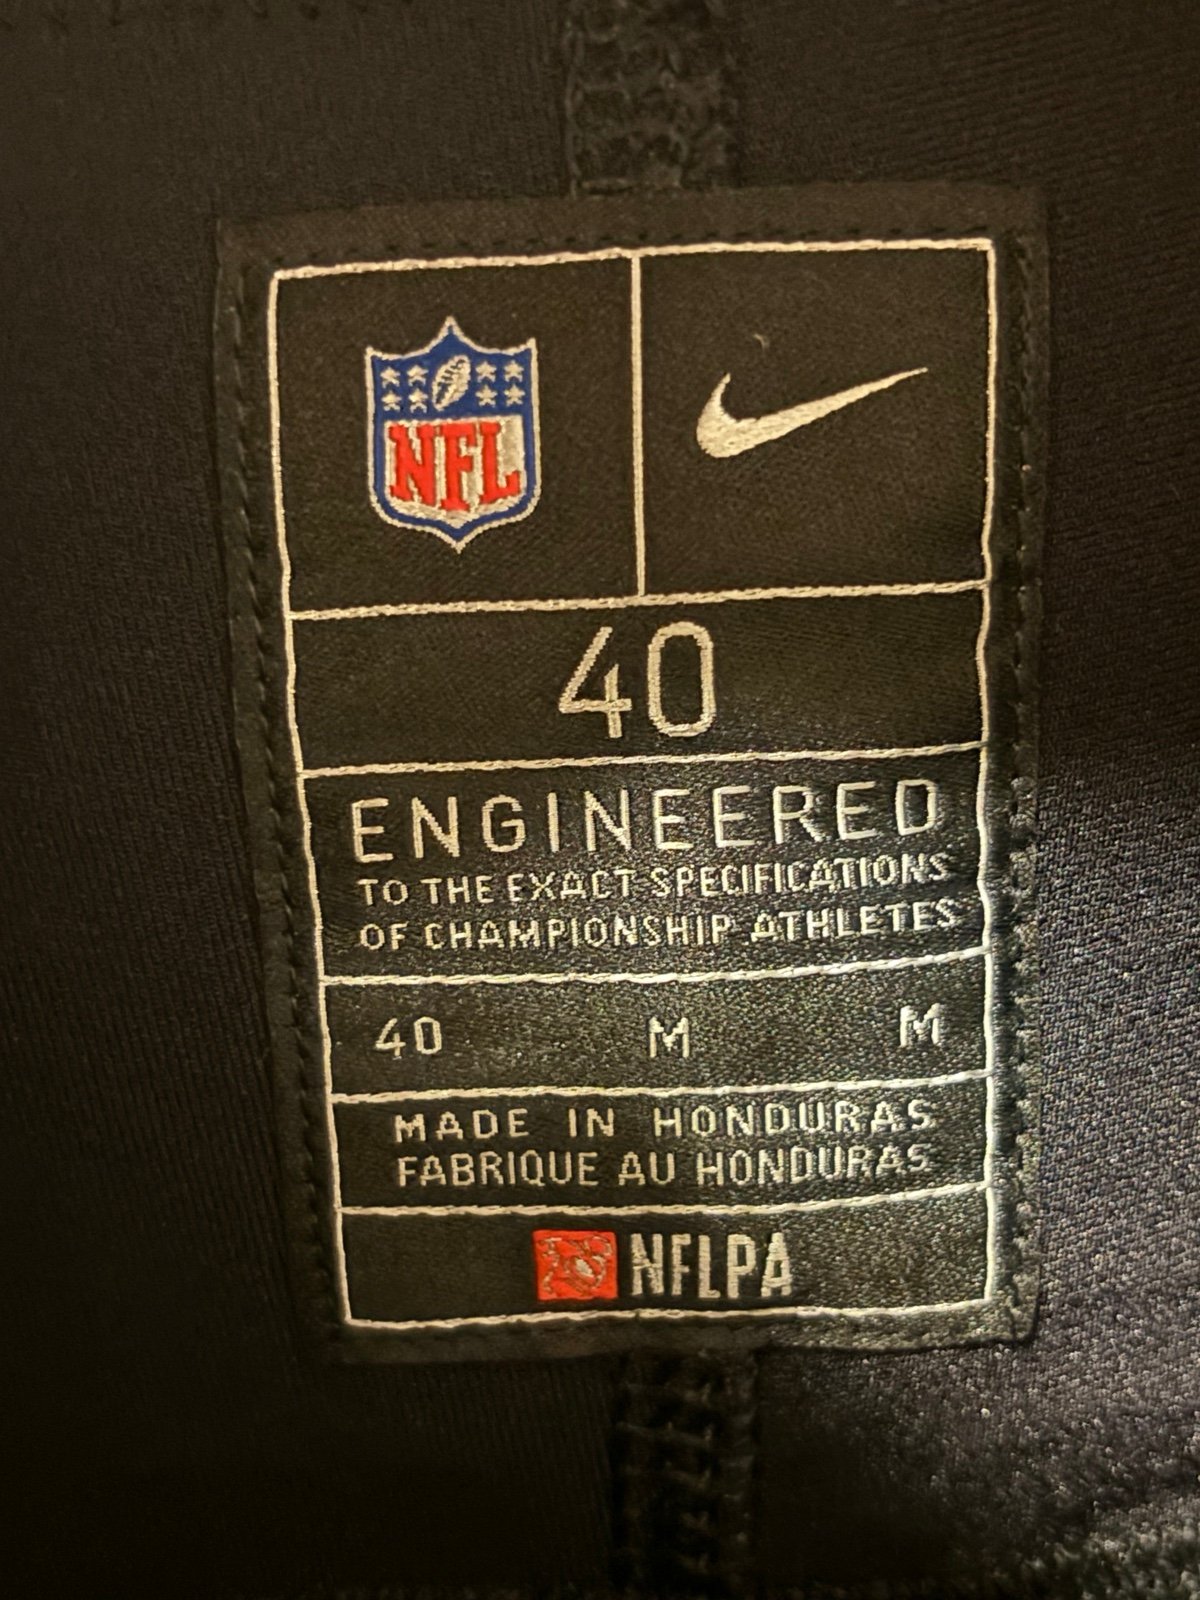 NFL
40
ENGINEERED
TO THE EXACT SPECIFICATIONS
OF CHAMPIONSHIP ATHLETES
40 M M
MADE IN HONDURAS
FABRIQUE AU HONDURAS
NFLPA